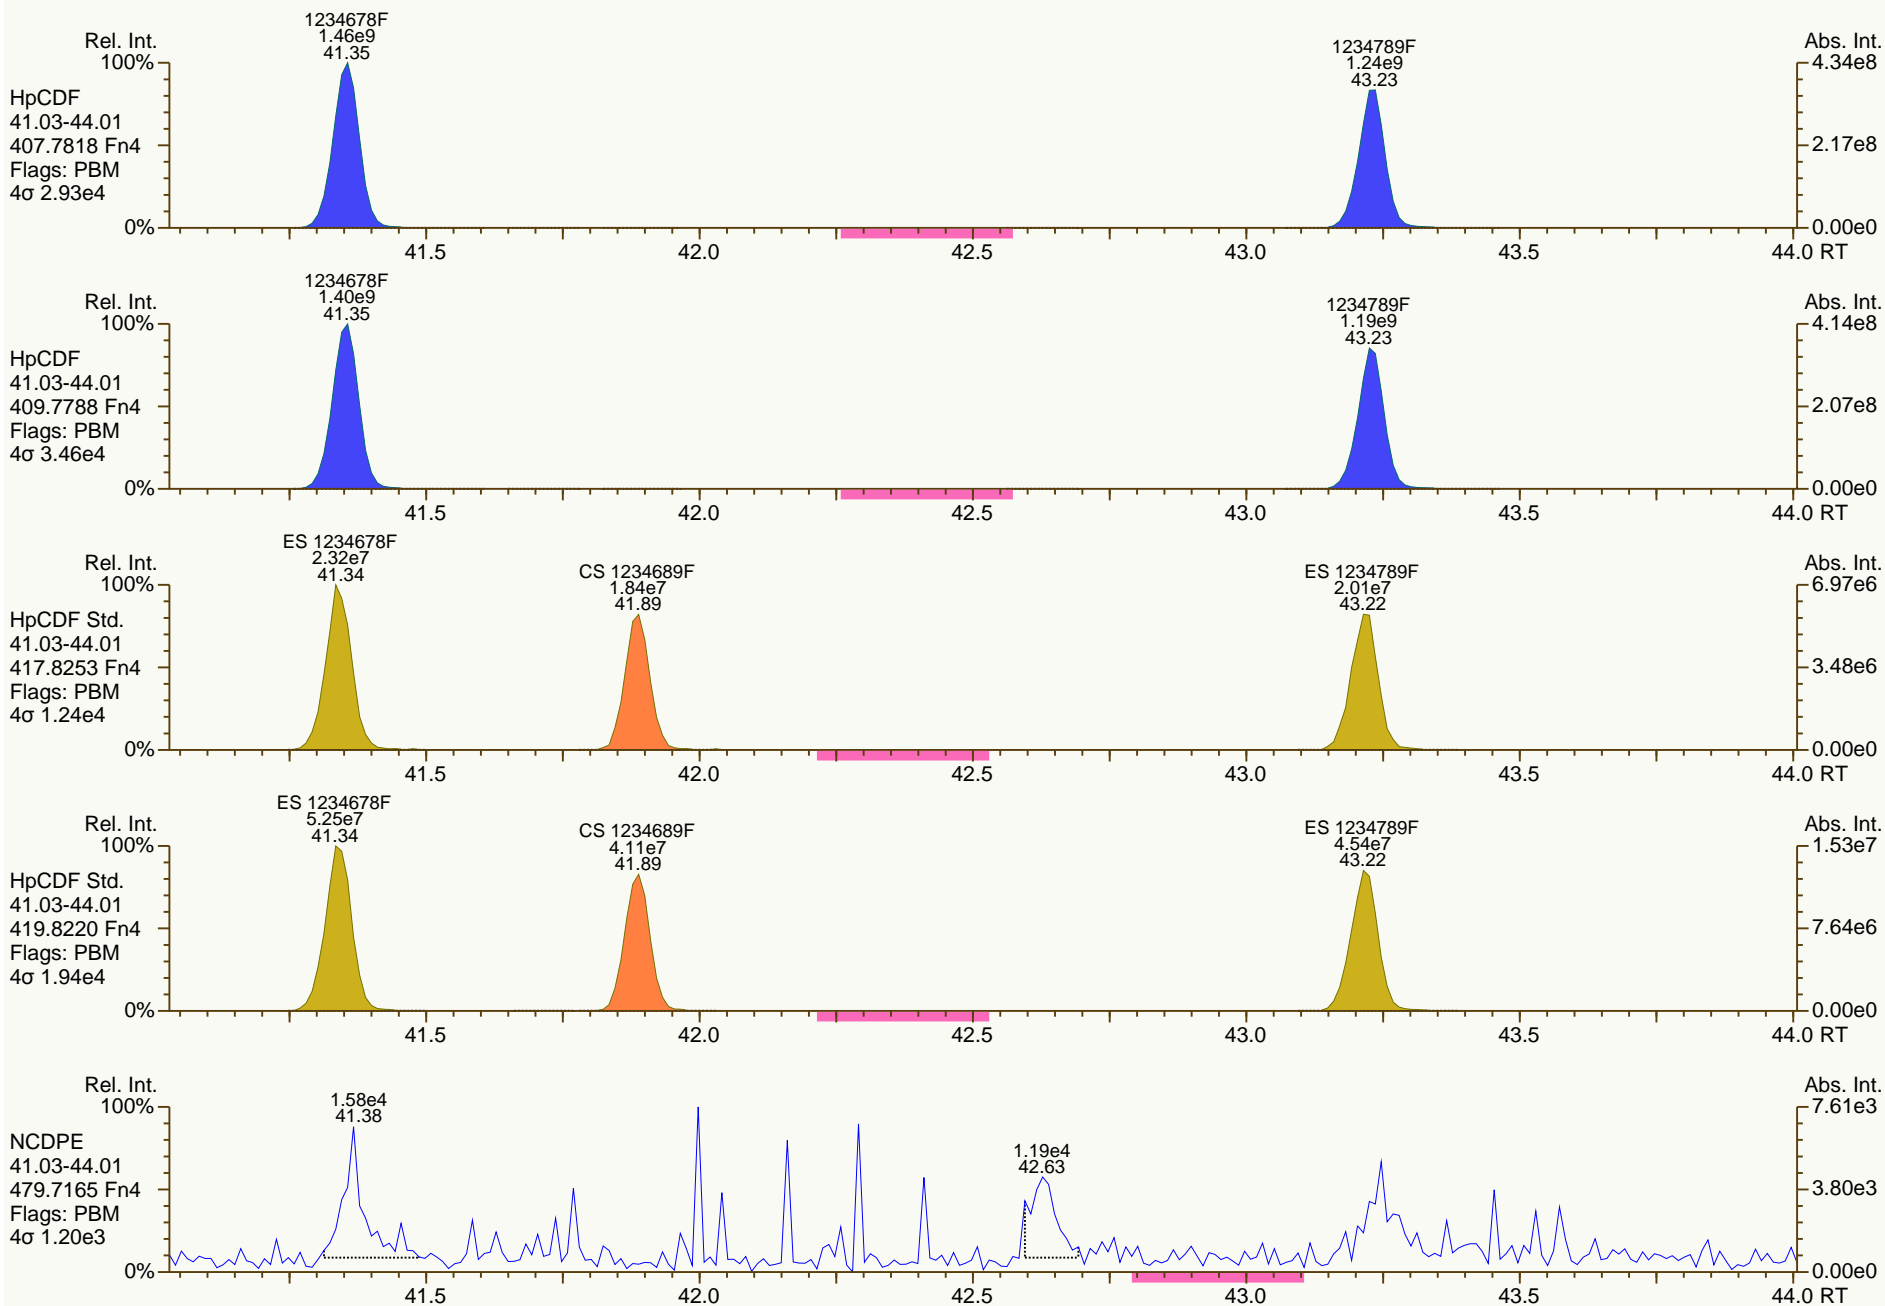 1234678F
1.46e9
41.35
1234789F
1.24e9
43.23
Rel. Int.
Abs. Int.
100%
4.34e8
HpCDF
41.03-44.01
407.7818 Fn4
Flags: PBM
4σ 2.93e4
2.17e8
0%
0.00e0
41.5 42.0 42.5 43.0 43.5 44.0 RT
1234678F
1.40e9
41.35
1234789F
1.19e9
43.23
Rel. Int.
Abs. Int.
100%
4.14e8
HpCDF
41.03-44.01
409.7788 Fn4
Flags: PBM
4σ 3.46e4
2.07e8
0%
0.00e0
41.5 42.0 42.5 43.0 43.5 44.0 RT
ES 1234678F
2.32e7
41.34
CS 1234689F
1.84e7
41.89
ES 1234789F
2.01e7
43.22
Rel. Int.
Abs. Int.
100%
6.97e6
HpCDF Std.
41.03-44.01
417.8253 Fn4
Flags: PBM
4σ 1.24e4
3.48e6
0%
0.00e0
41.5 42.0 42.5 43.0 43.5 44.0 RT
ES 1234678F
5.25e7
41.34
CS 1234689F
4.11e7
41.89
ES 1234789F
4.54e7
43.22
Rel. Int.
Abs. Int.
100%
1.53e7
HpCDF Std.
41.03-44.01
419.8220 Fn4
Flags: PBM
4σ 1.94e4
7.64e6
0%
0.00e0
41.5 42.0 42.5 43.0 43.5 44.0 RT
1.58e4
41.38
1.19e4
42.63
Rel. Int.
Abs. Int.
100%
7.61e3
NCDPE
41.03-44.01
479.7165 Fn4
Flags: PBM
4σ 1.20e3
3.80e3
0%
0.00e0
41.5 42.0 42.5 43.0 43.5 44.0 RT